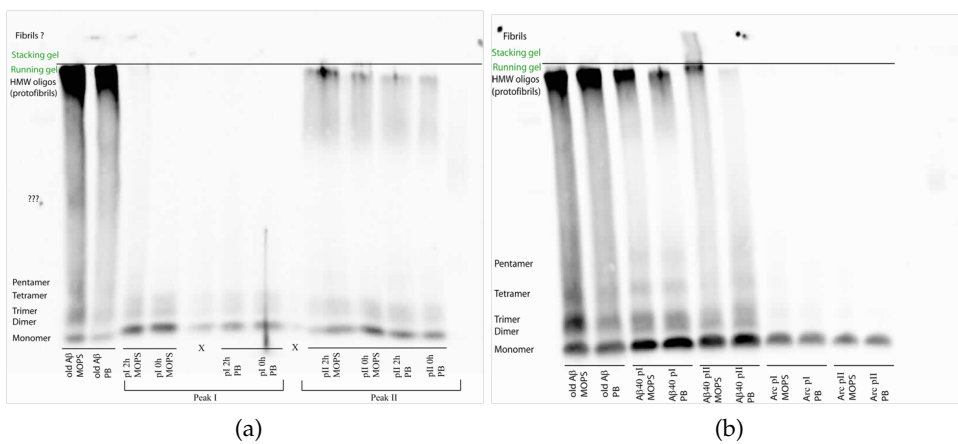 Fibrils ?
Stacking gel
Running gel
HMW oligos
(protofibrils)
???
Pentamer
Tetramer
Trimer
Dimer
Monomer
old Aβ
MOPS
old Aβ
PB
pI 2h
MOPS
pI 0h
MOPS
X
pI 2h
PB
pI 0h
PB
X
pII 2h
MOPS
pII 0h
MOPS
pII 2h
PB
pII 0h
PB
Peak I
Peak II
(a)
Fibrils
Stacking gel
Running gel
HMW oligos
(protofibrils)
Pentamer
Tetramer
Trimer
Dimer
Monomer
old Aβ
MOPS
old Aβ
PB
Aβ40 pI
MOPS
Aβ40 pI
PB
Aβ40 pII
MOPS
Aβ40 pII
PB
Arc pI
MOPS
Arc pI
PB
Arc pII
MOPS
Arc pII
PB
(b)